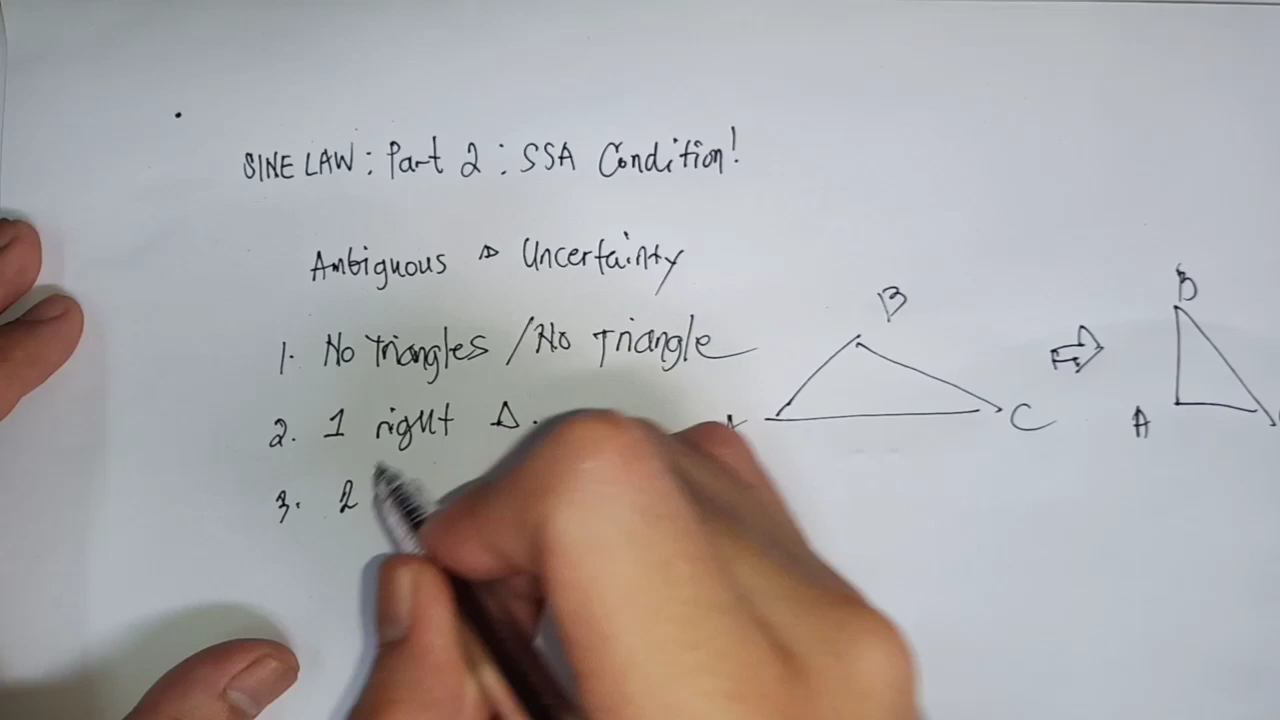 SINE LAW : Part 2 : SSA Condition!
Ambiguous Δ Uncertainty
1. No triangles / No Triangle
2. 1 right Δ.
3. 2
B
A C
B
A